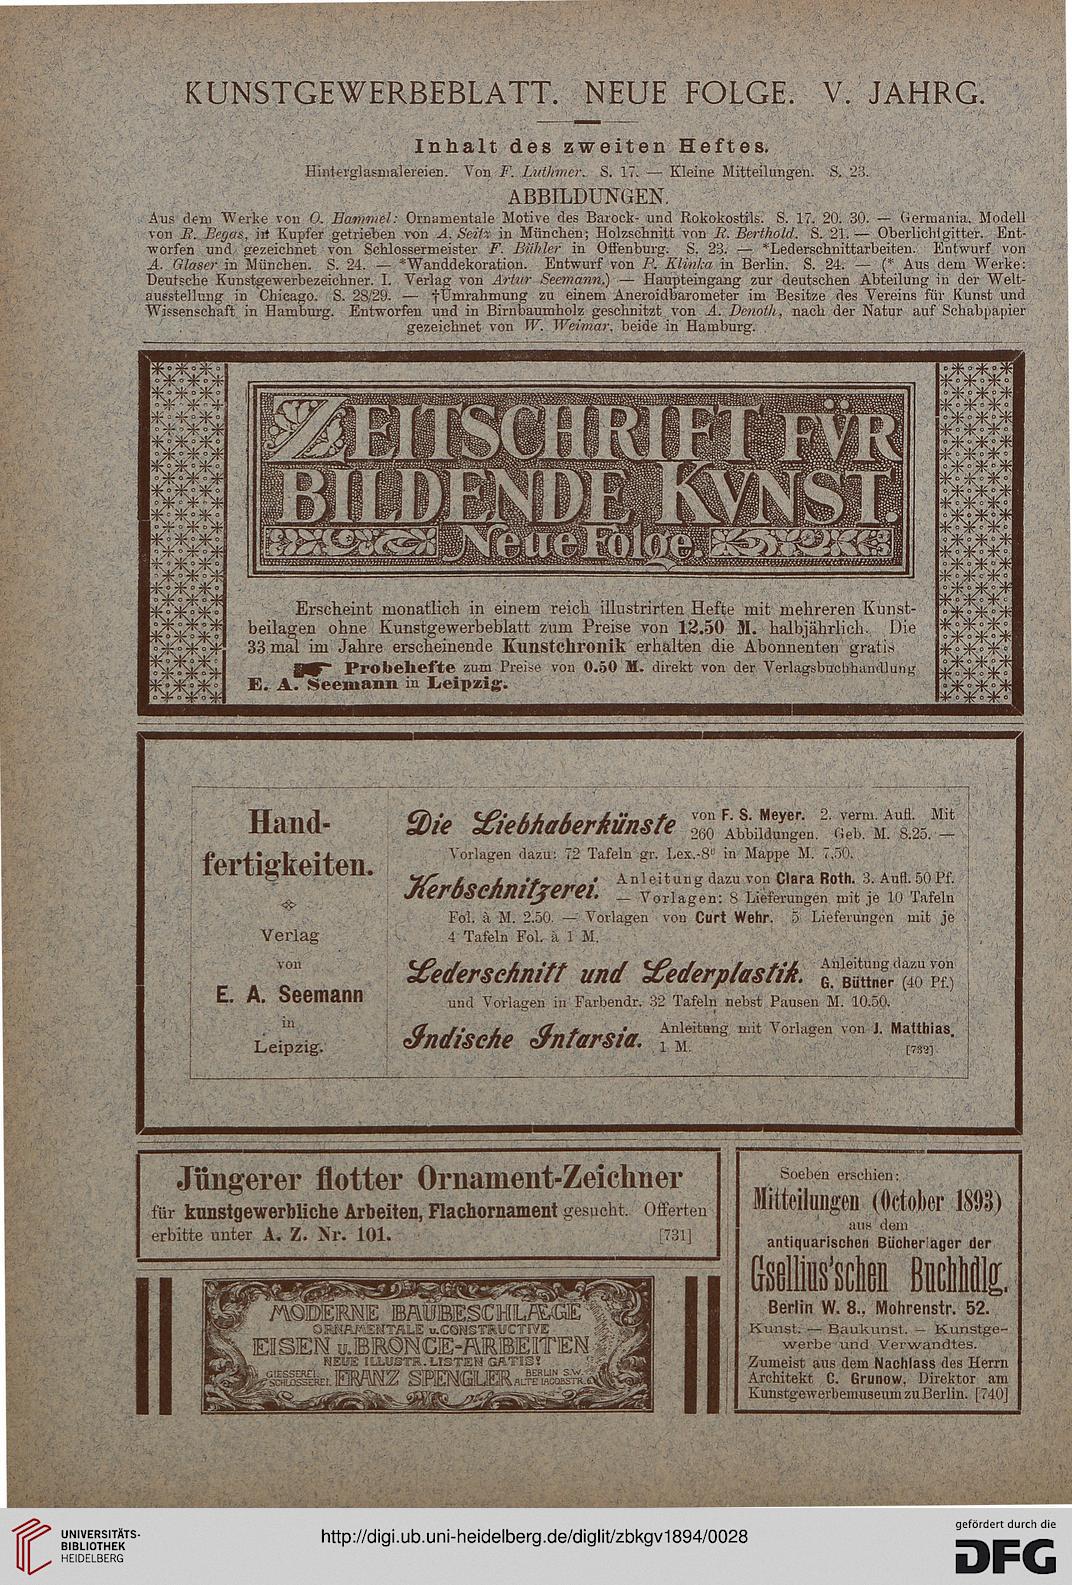 KUNSTGEWERBEBLATT. NEUE FOLGE. V. JAHRG.
Inhalt des zweiten Heftes.
Hinterglasmalereien. Von F. Luthmer. S. 17. — Kleine Mitteilungen. S. 23.
ABBILDUNGEN.
Aus dem Werke von O. Hammel: Ornamentale Motive des Barock- und Rokokostils. S. 17. 20. 30. — Germania. Modell
von R. Begas, in Kupfer getrieben von A. Seitz in München; Holzschnitt von R. Berthold. S. 21. — Oberlichtgitter. Ent-
worfen und gezeichnet von Schlossermeister F. Bühler in Offenburg. S. 23. — *Lederschnittarbeiten. Entwurf von
A. Glaser in München. S. 24. — *Wanddekoration. Entwurf von P. Klinka in Berlin. S. 24. — (* Aus dem Werke:
Deutsche Kunstgewerbezeichner. I. Verlag von Artur Seemann.) — Haupteingang zur deutschen Abteilung in der Welt-
ausstellung in Chicago. S. 28/29. — †Umrahmung zu einem Aneroidbarometer im Besitze des Vereins für Kunst und
Wissenschaft in Hamburg. Entworfen und in Birnbaumholz geschnitzt von A. Denoth, nach der Natur auf Schabpapier
gezeichnet von W. Weimar, beide in Hamburg.
ZEITSCHRIFT FVR
BILDENDE KVNST.
Neue Folge.
Erscheint monatlich in einem reich illustrirten Hefte mit mehreren Kunst-
beilagen ohne Kunstgewerbeblatt zum Preise von 12.50 M. halbjährlich. Die
33 mal im Jahre erscheinende Kunstchronik erhalten die Abonnenten gratis
Probehefte zum Preise von 0.50 M. direkt von der Verlagsbuchhandlung
E. A. Seemann in Leipzig.
Hand-
fertigkeiten.
Verlag
von
E. A. Seemann
in
Leipzig.
Die Liebhaberkünste von F. S. Meyer. 2. verm. Aufl. Mit
260 Abbildungen. Geb. M. 8.25. —
Vorlagen dazu: 72 Tafeln gr. Lex.-8⁰ in Mappe M. 7.50.
Kerbschnitzerei. Anleitung dazu von Clara Roth. 3. Aufl. 50 Pf.
— Vorlagen: 8 Lieferungen mit je 10 Tafeln
Fol. à M. 2.50. — Vorlagen von Curt Wehr. 5 Lieferungen mit je
4 Tafeln Fol. à 1 M.
Lederschnitt und Lederplastik. Anleitung dazu von
G. Büttner (40 Pf.)
und Vorlagen in Farbendr. 32 Tafeln nebst Pausen M. 10.50.
Indische Intarsia. Anleitung mit Vorlagen von J. Matthias.
1 M. [732]
Jüngerer flotter Ornament-Zeichner
für kunstgewerbliche Arbeiten, Flachornament gesucht. Offerten
erbitte unter A. Z. Nr. 101. [731]
MODERNE BAUBESCHLÆGE
ORNAMENTALE u. CONSTRUCTIVE
EISEN u. BRONCE-ARBEITEN
NEUE ILLUSTR. LISTEN GATIS!
GIESSEREI. SCHLOSSEREI. FRANZ SPENGLER BERLIN S.W. ALTE IACOBSTR. 6
Soeben erschien:
Mitteilungen (October 1893)
aus dem
antiquarischen Bücherlager der
Gsellius'schen Buchhdlg.
Berlin W. 8., Mohrenstr. 52.
Kunst. — Baukunst. — Kunstge-
werbe und Verwandtes.
Zumeist aus dem Nachlass des Herrn
Architekt C. Grunow, Direktor am
Kunstgewerbemuseum zu Berlin. [740]
UNIVERSITÄTS-
BIBLIOTHEK
HEIDELBERG
http://digi.ub.uni-heidelberg.de/diglit/zbkgv1894/0028
gefördert durch die
DFG